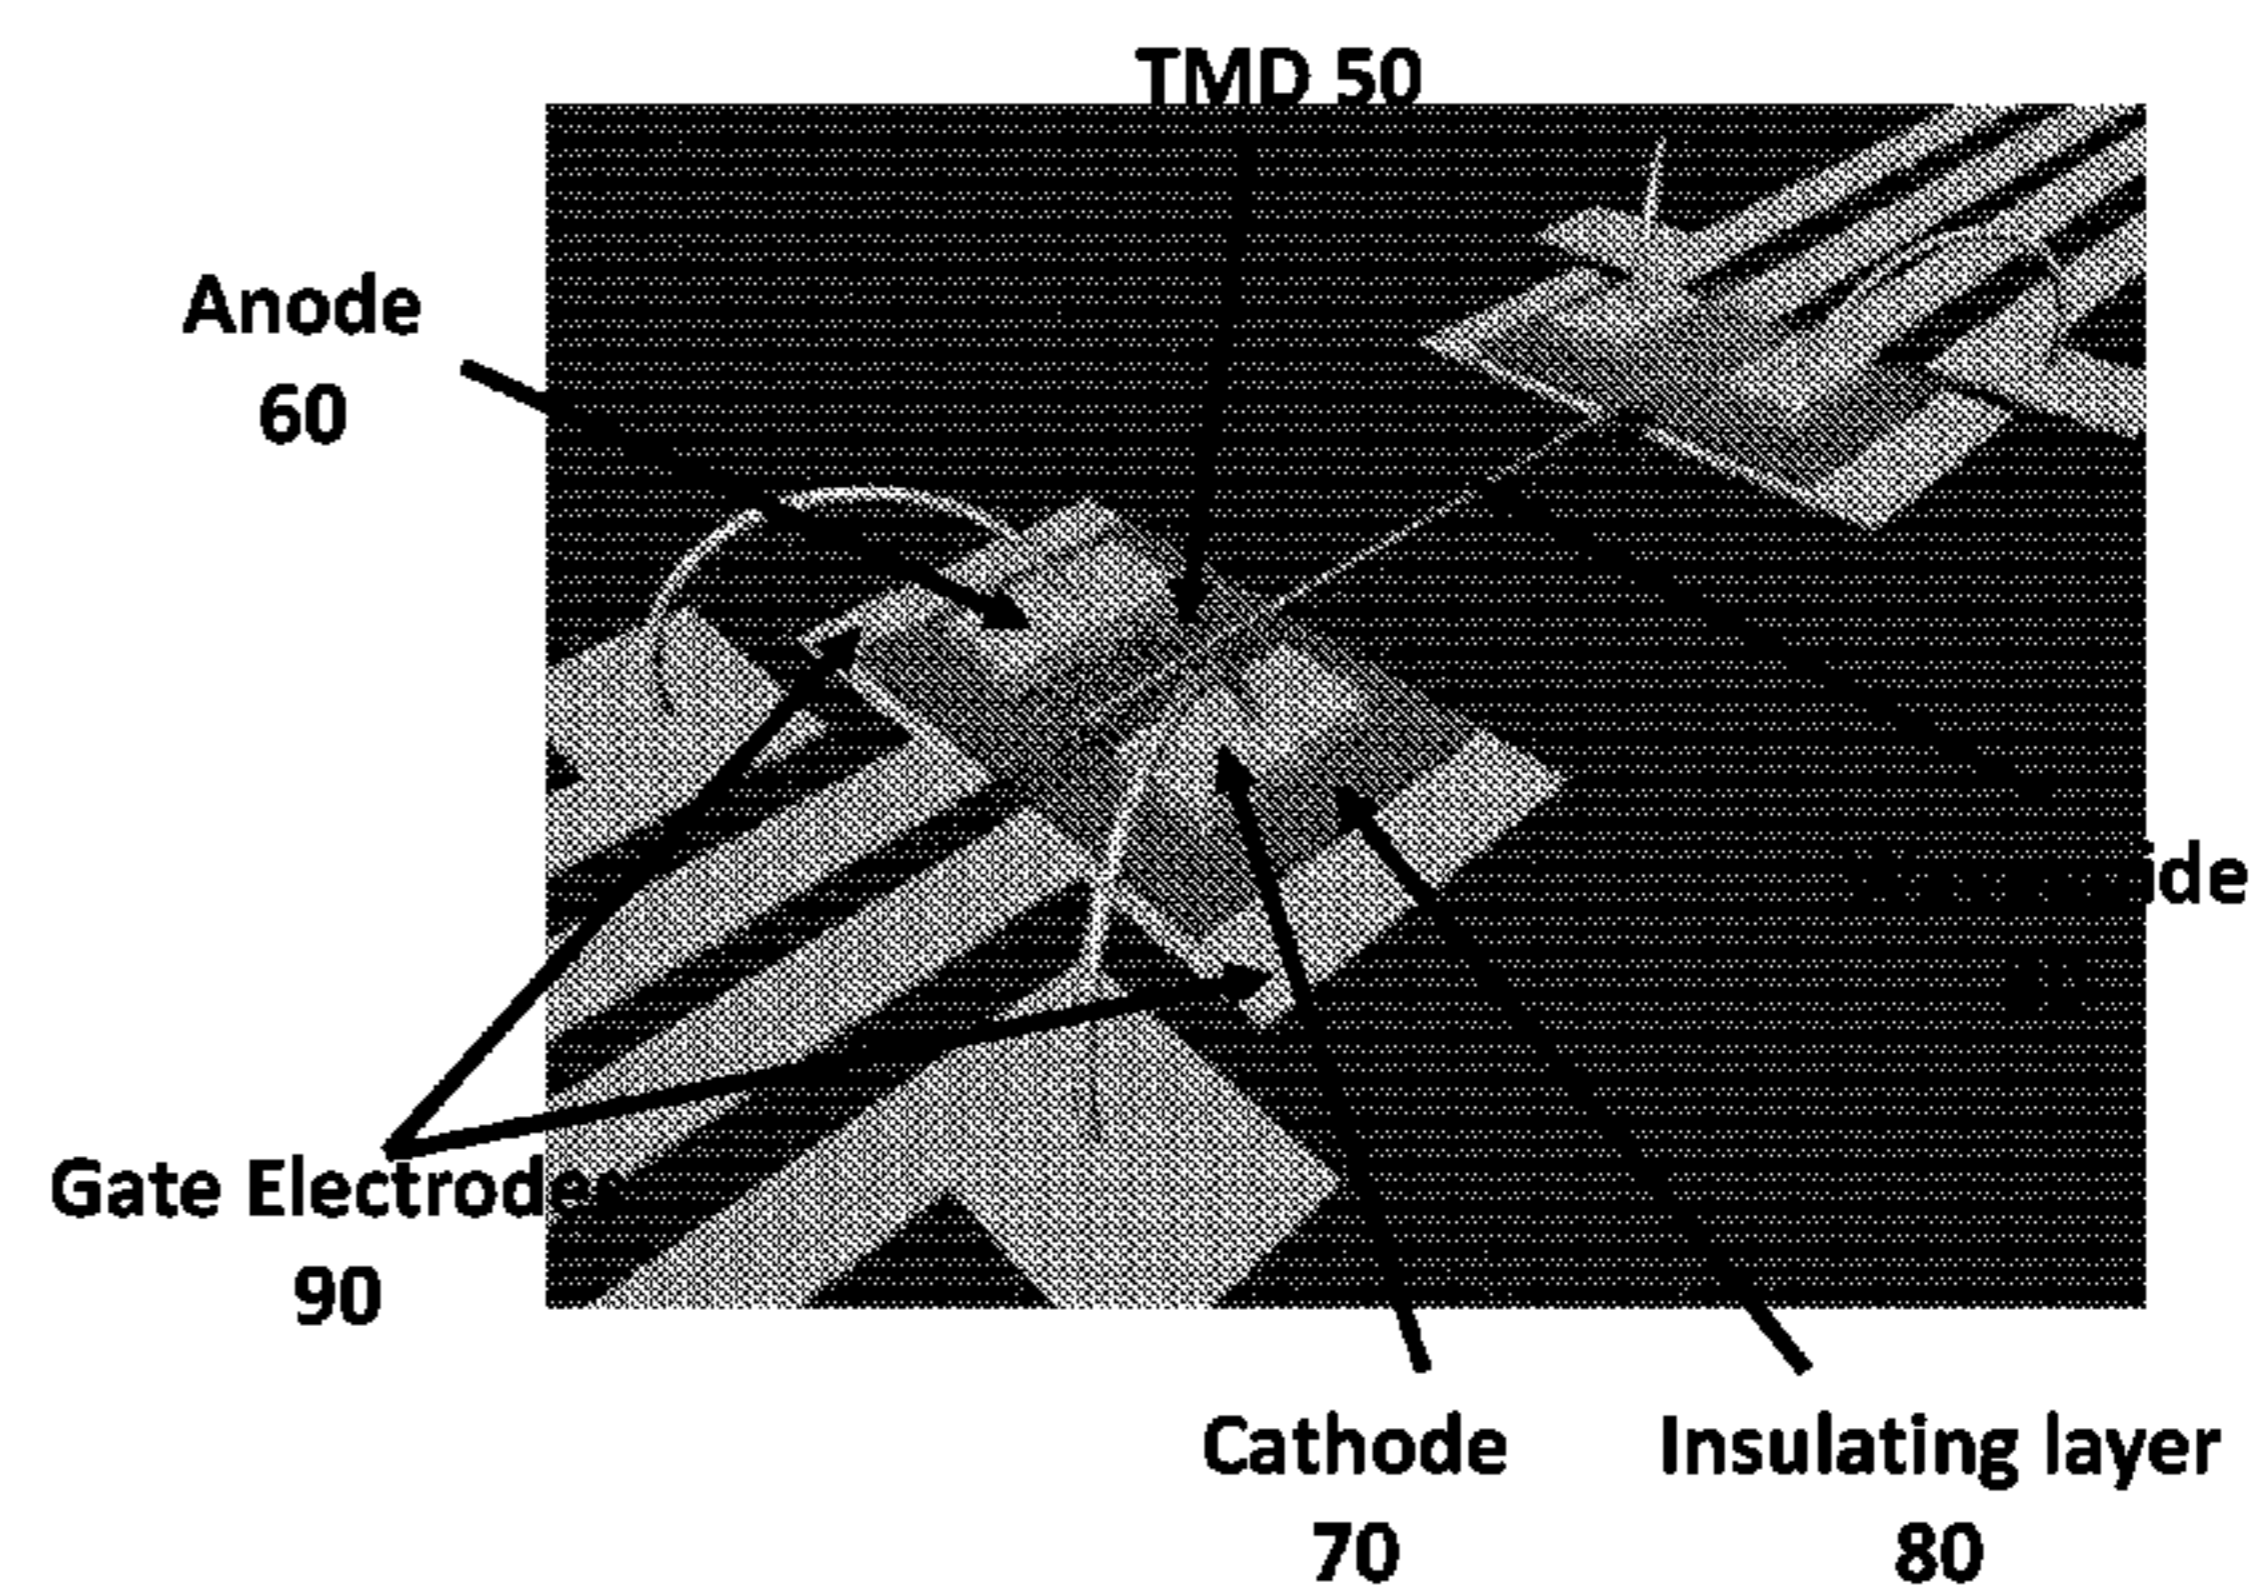 TMD 50
Anode
60
Gate Electrodes
90
Cathode
70
Insulating layer
80